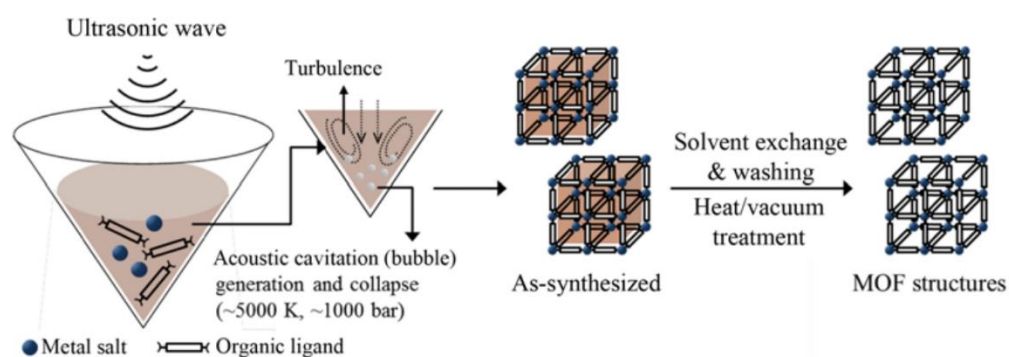 Ultrasonic wave
Turbulence
Acoustic cavitation (bubble)
generation and collapse
(~5000 K, ~1000 bar)
Metal salt
Organic ligand
As-synthesized
Solvent exchange
& washing
Heat/vacuum
treatment
MOF structures